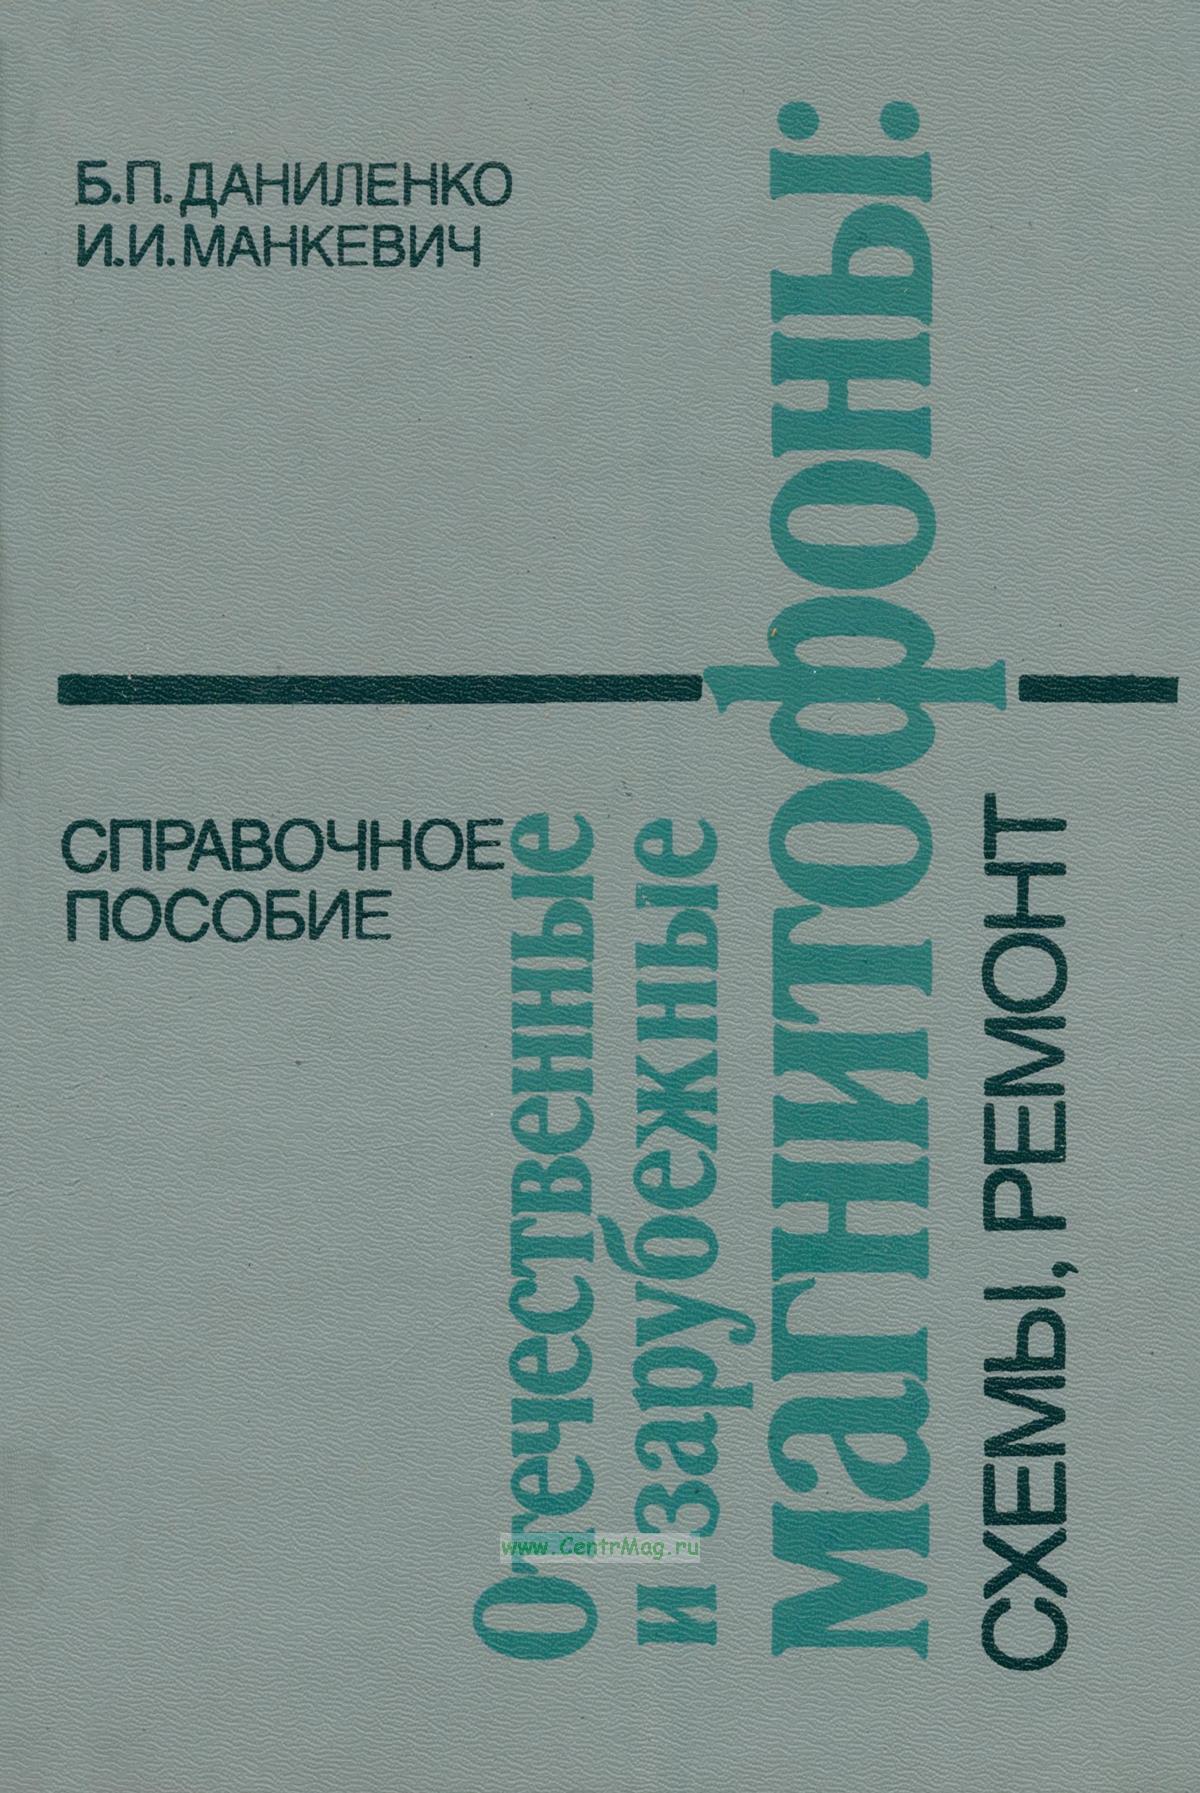 Б.П.ДАНИЛЕНКО
И.И.МАНКЕВИЧ
СПРАВОЧНОЕ
ПОСОБИЕ
Отечественные
и зарубежные
магнитофоны:
СХЕМЫ, РЕМОНТ
www.CentrMag.ru